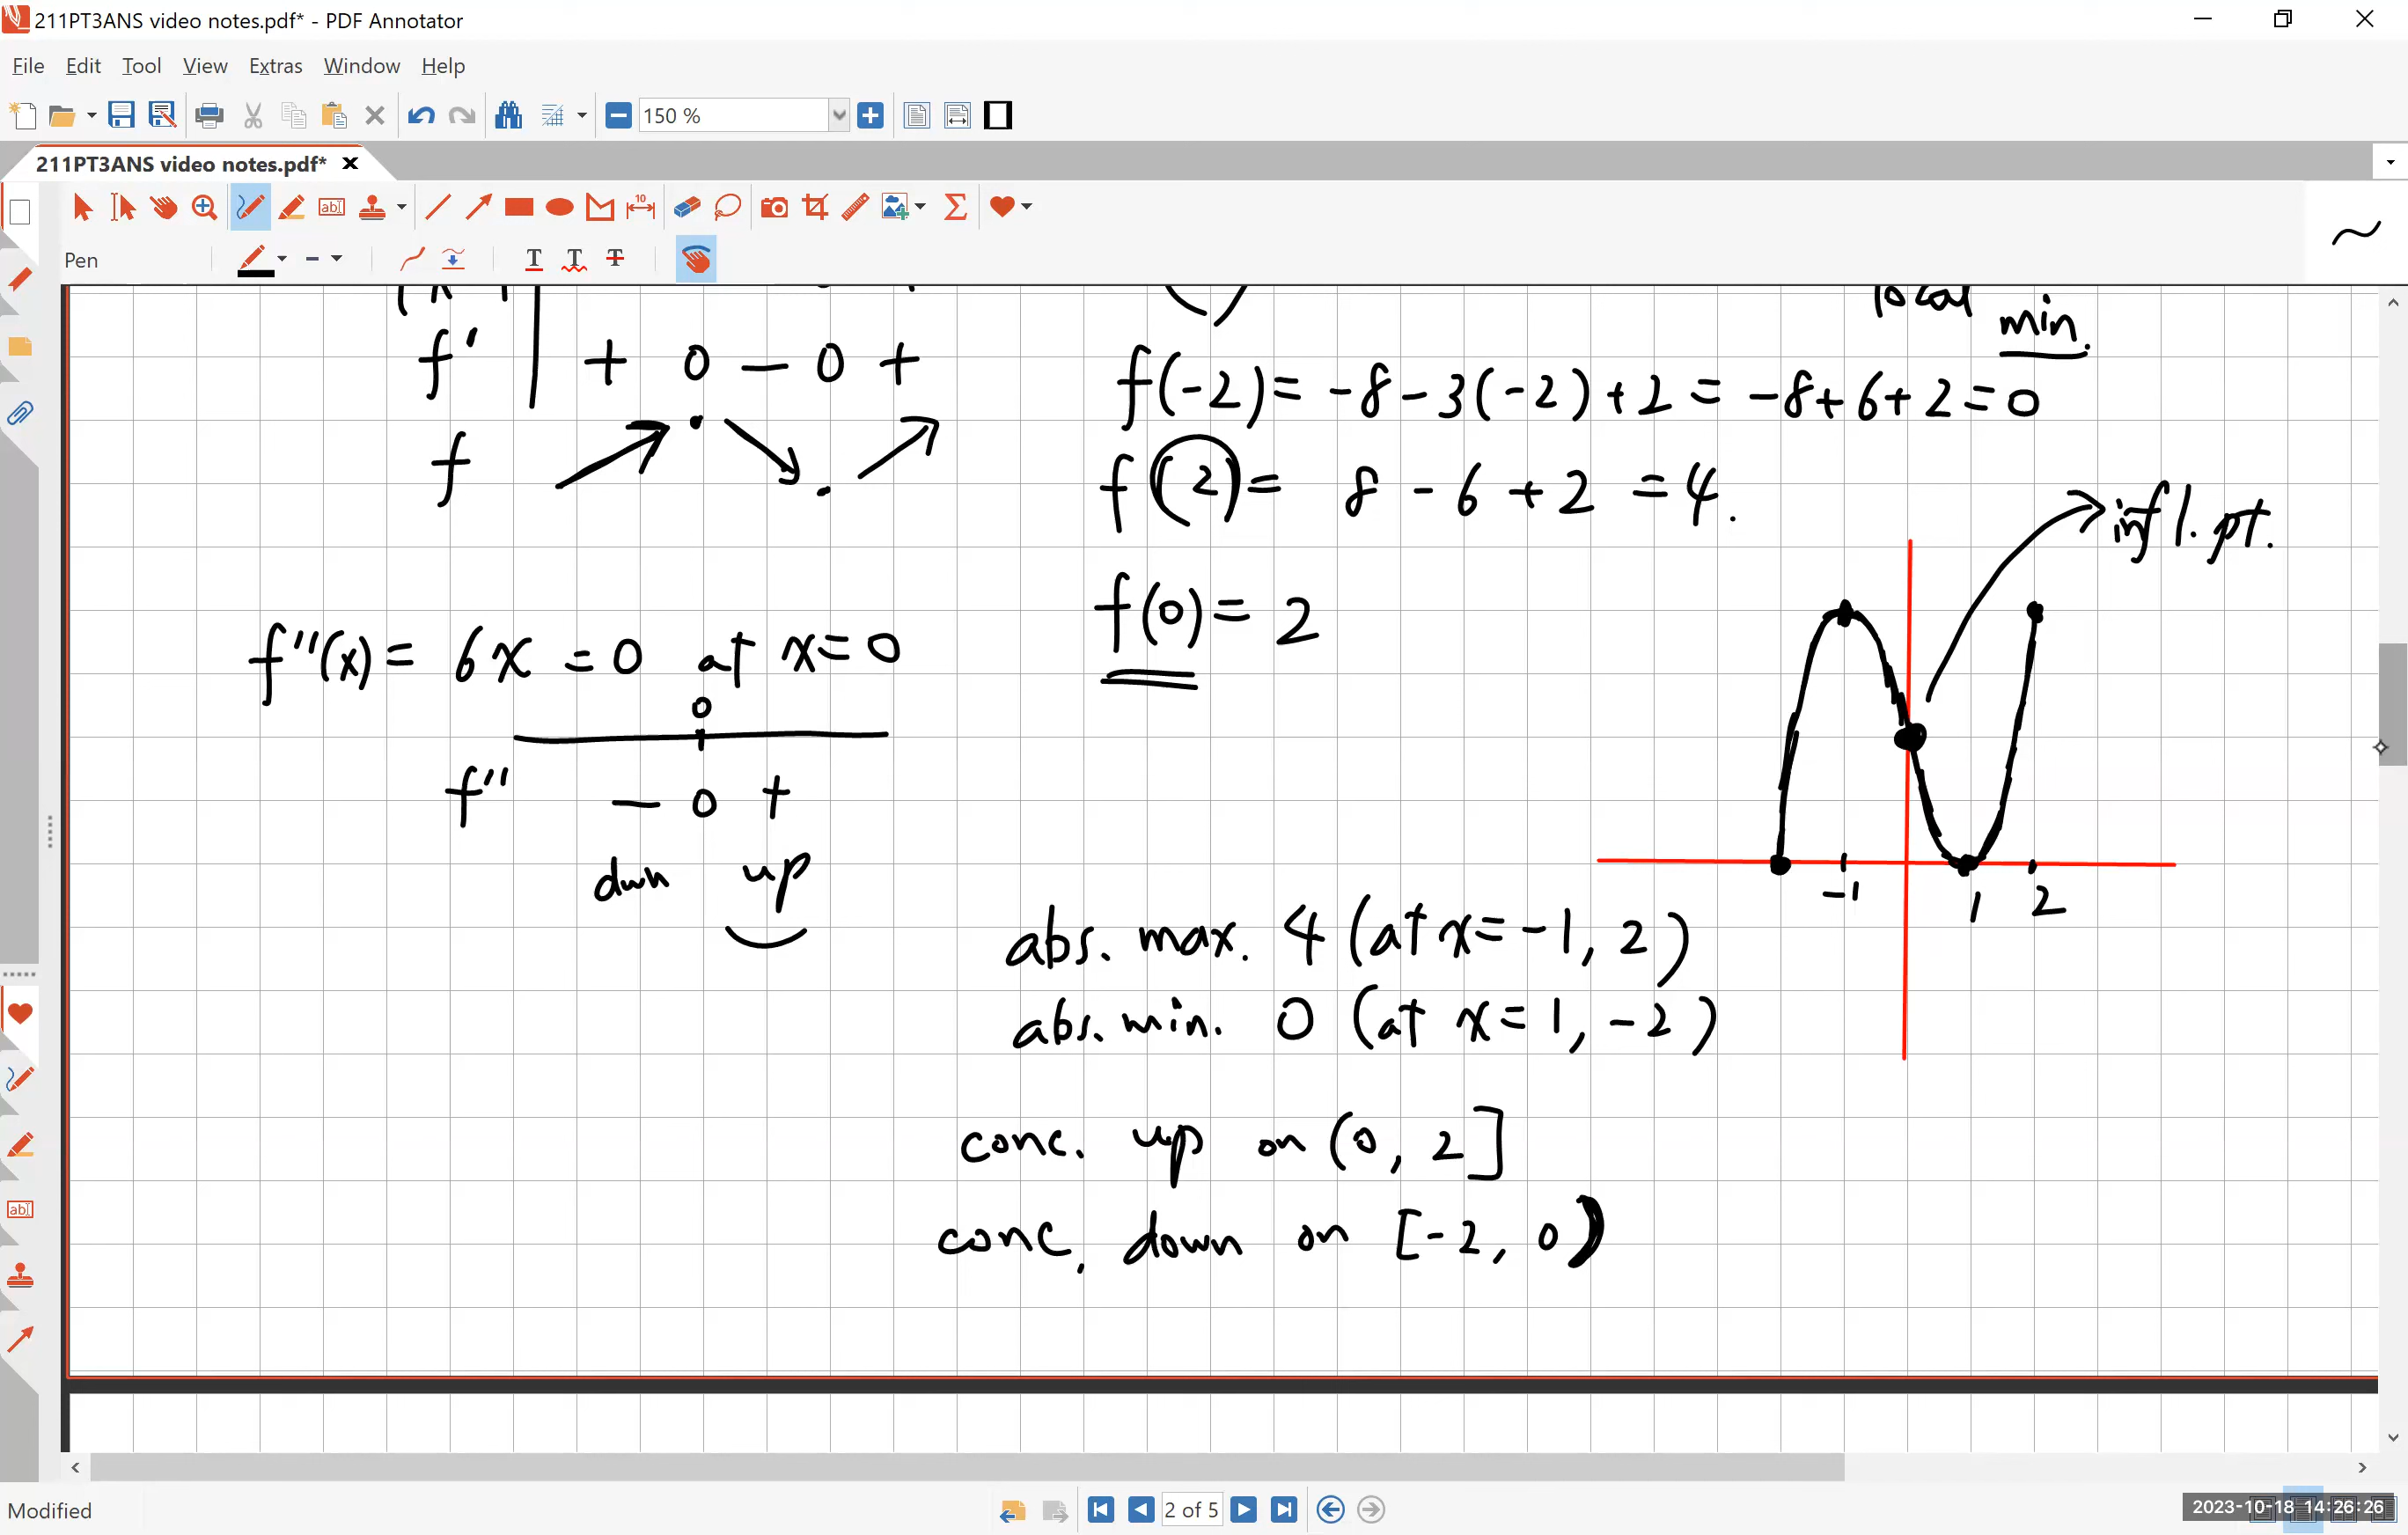 211PT3ANS video notes.pdf* - PDF Annotator
File Edit Tool View Extras Window Help
150 %
211PT3ANS video notes.pdf* x
Pen
local min.
f' | + 0 − 0 +
f
f(-2) = -8 - 3(-2) + 2 = -8 + 6 + 2 = 0
f(2) = 8 - 6 + 2 = 4.
infl. pt.
f(0) = 2
f''(x) = 6x = 0 at x = 0
0
f'' − 0 +
dwn up
-1 1 2
abs. max. 4 (at x = -1, 2)
abs. min. 0 (at x = 1, -2)
conc. up on (0, 2]
conc. down on [-2, 0)
Modified
2 of 5
2023-10-18 14:26:26